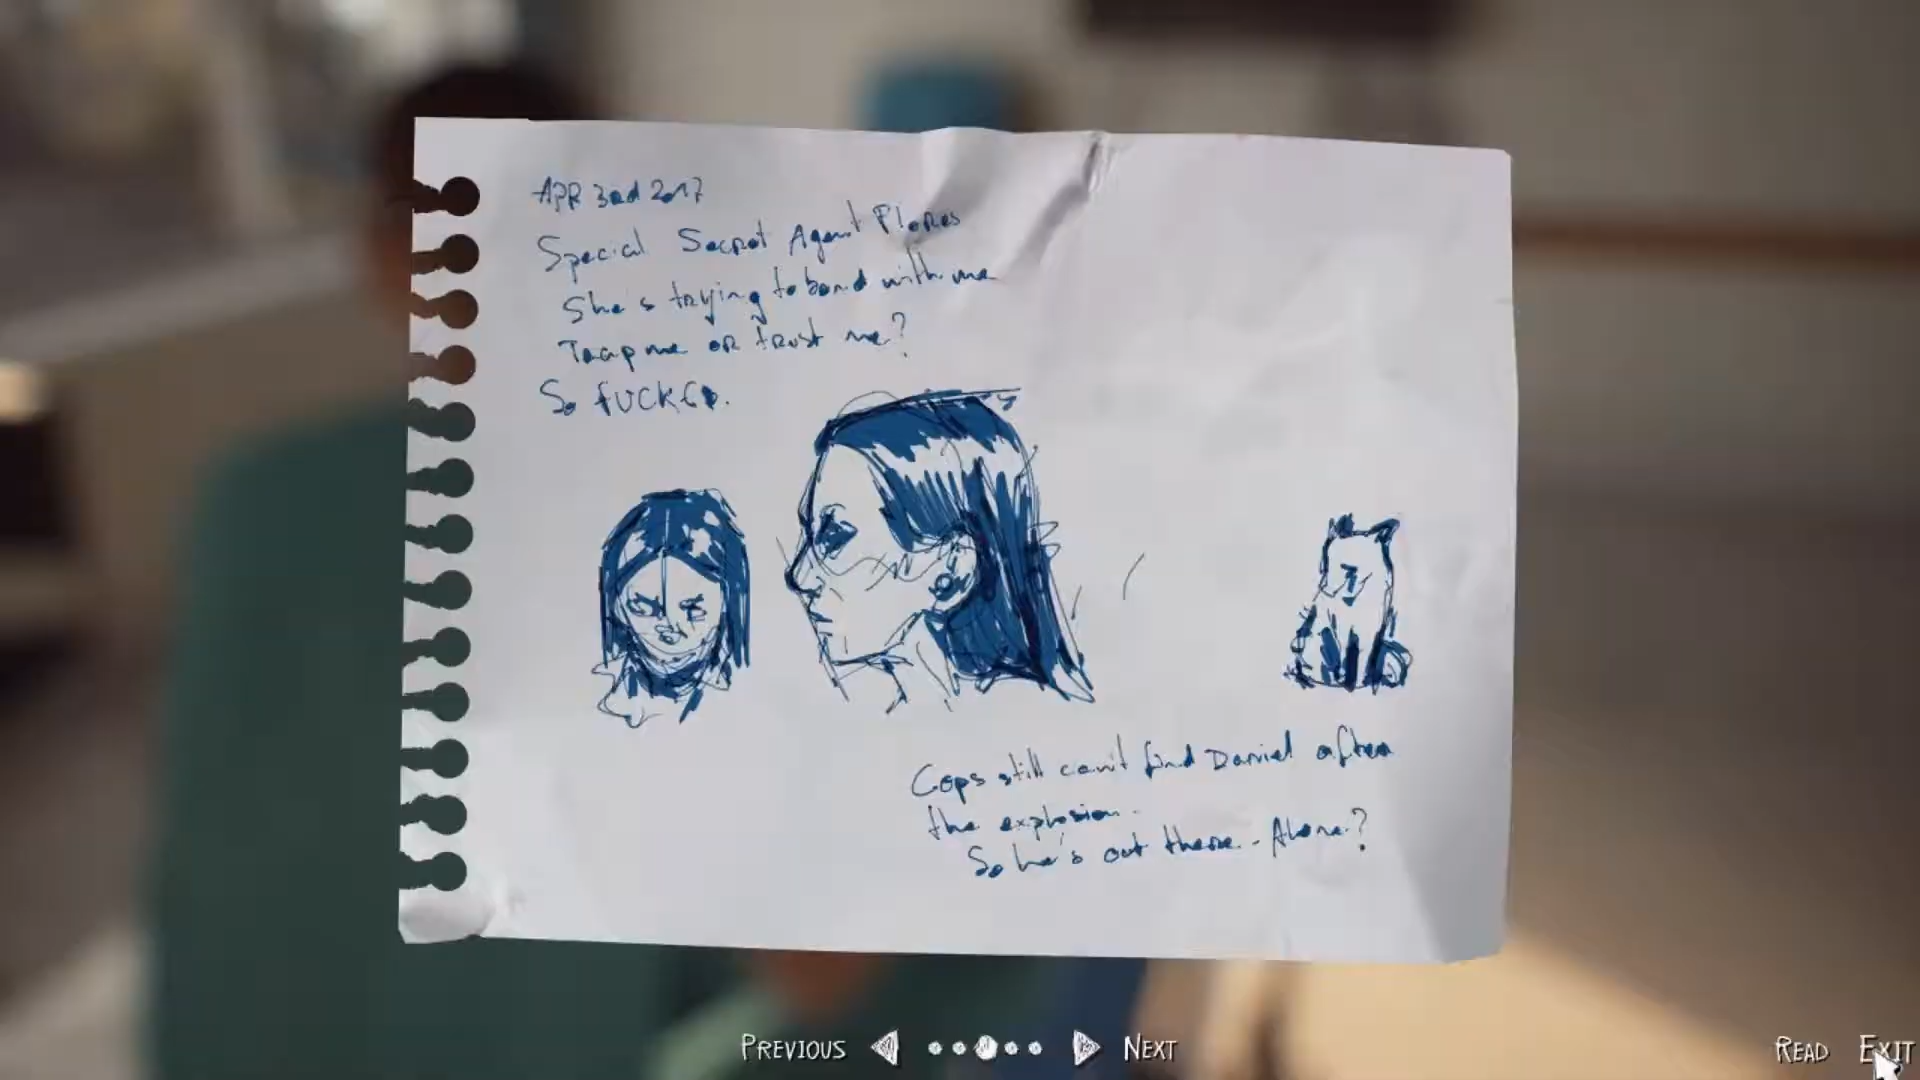 APR 3rd 2017
Special Secret Agent Flores
She's trying to bond with me
Trap me or trust me?
So fUCKED.
Cops still can't find Daniel after
the explosion.
So he's out there. Alone?
PREVIOUS NEXT
READ EXIT